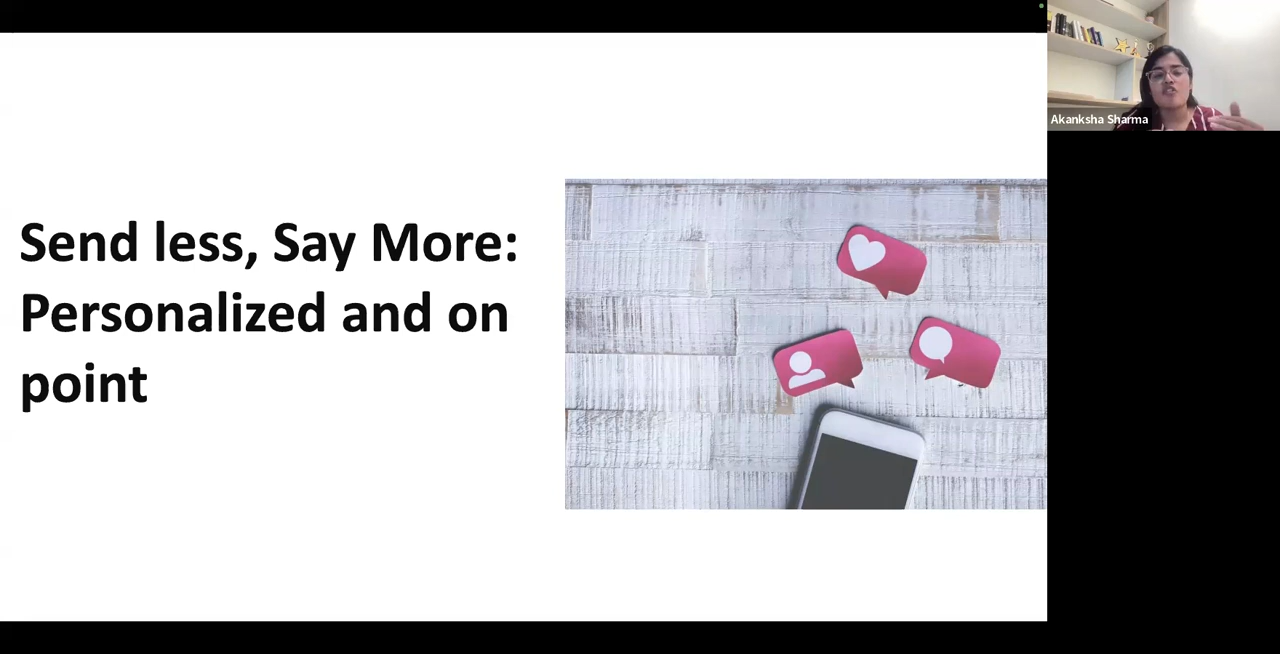 Send less, Say More:
Personalized and on
point
Akanksha Sharma